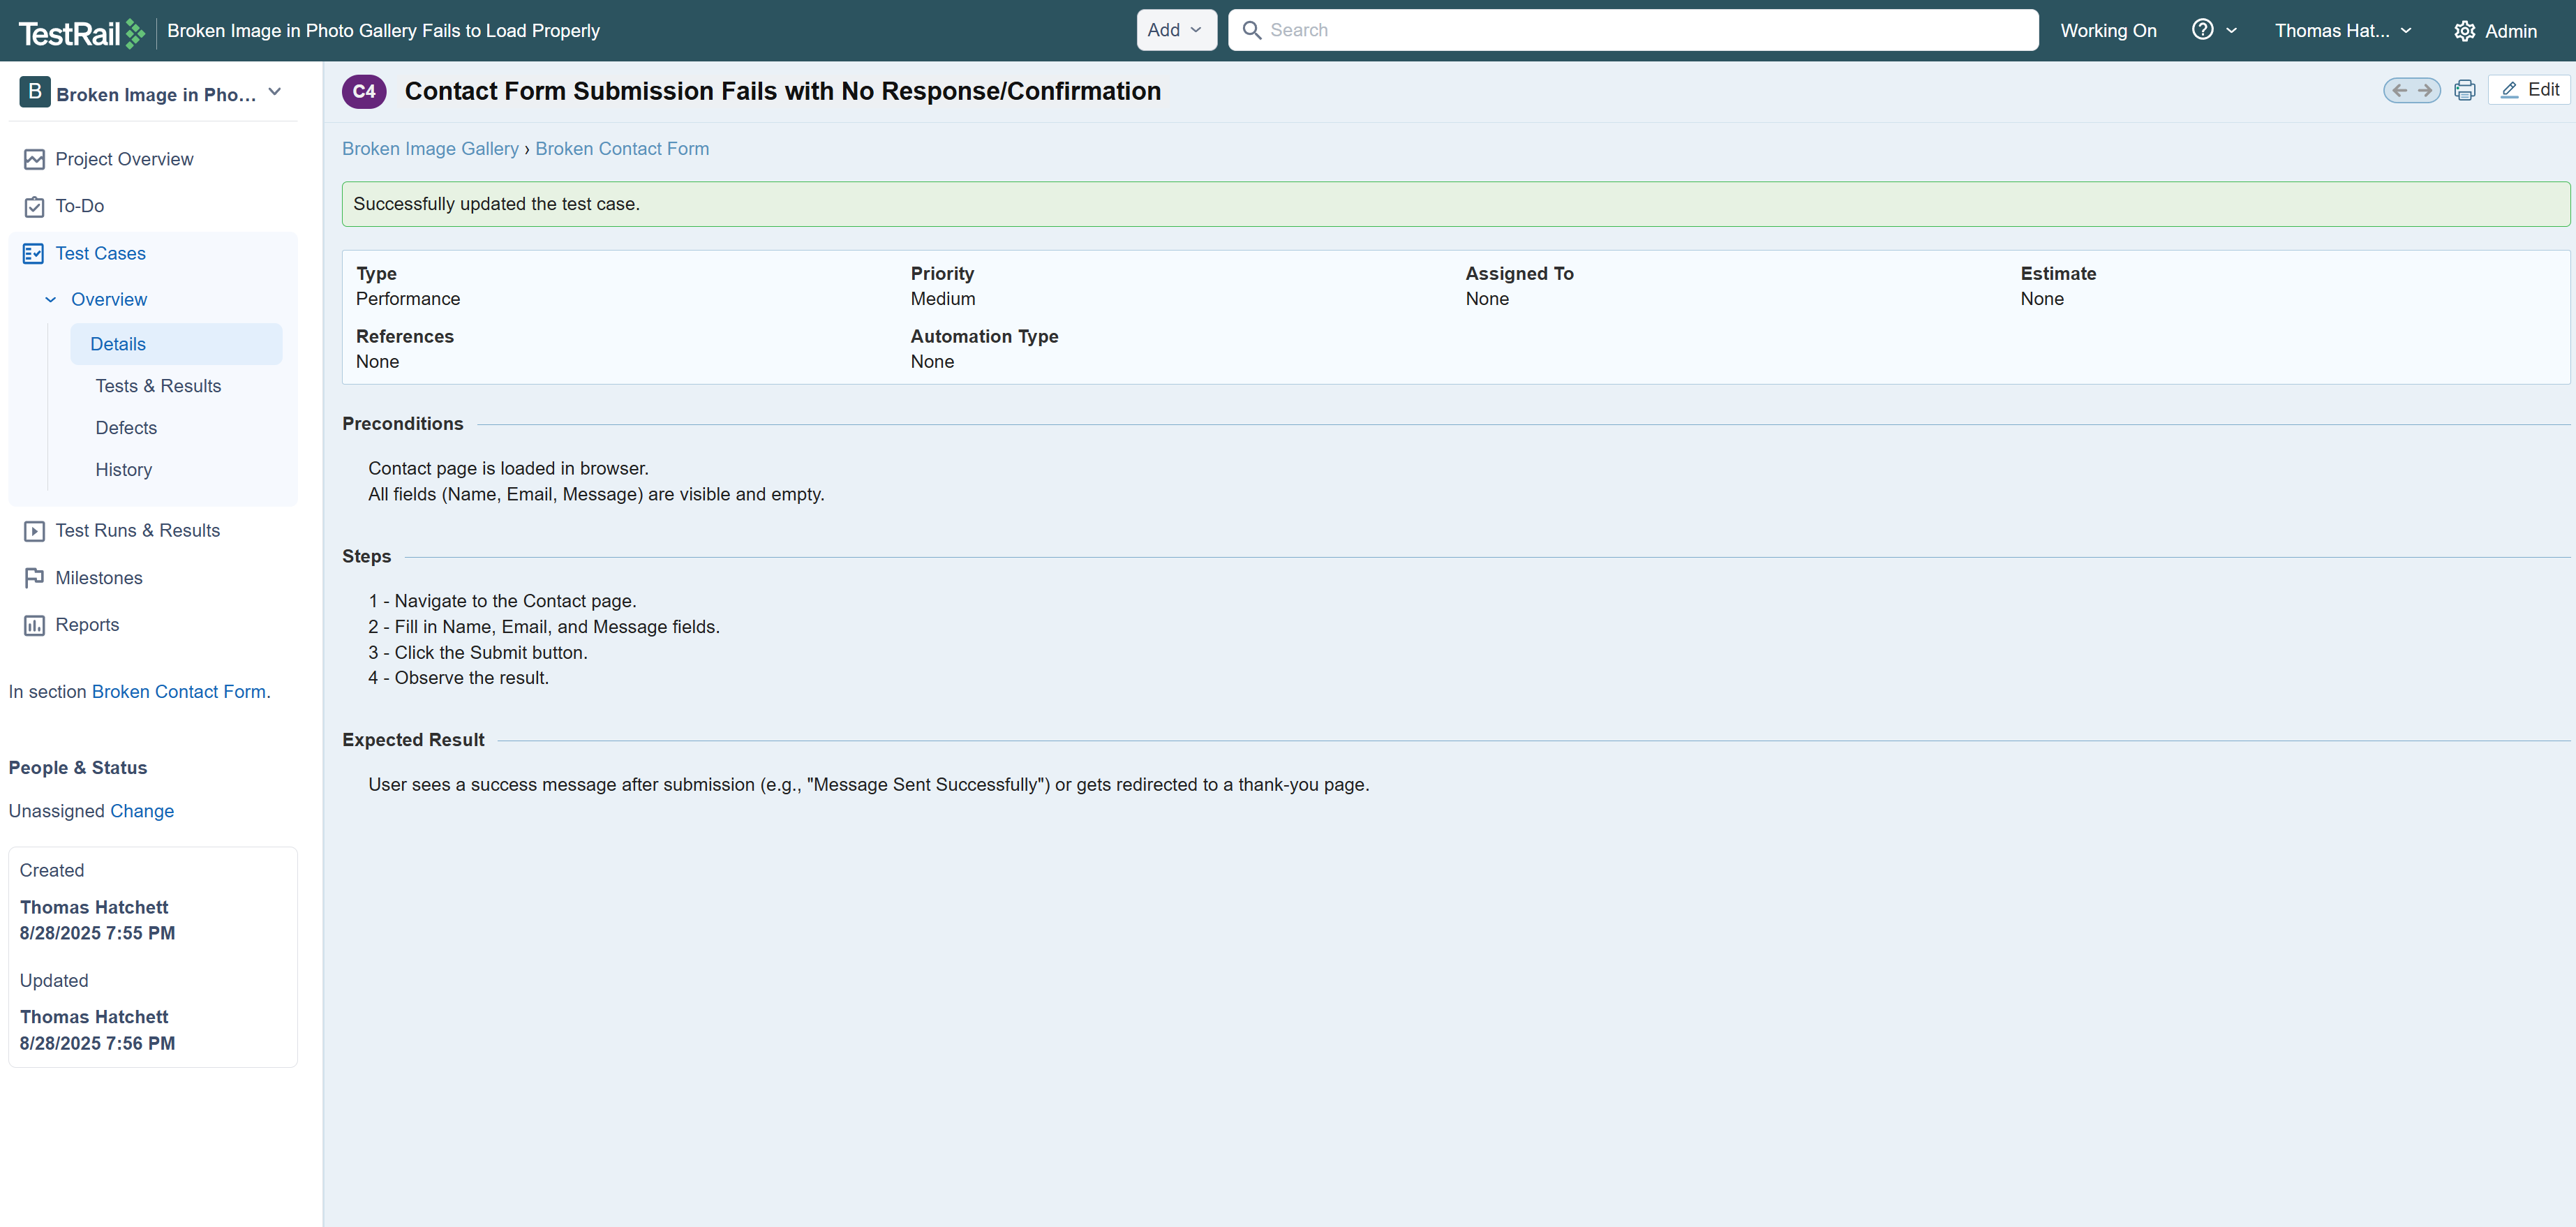 TestRail
Broken Image in Photo Gallery Fails to Load Properly
Add
Search
Working On
Thomas Hat...
Admin
B
Broken Image in Pho...
Project Overview
To-Do
Test Cases
Overview
Details
Tests & Results
Defects
History
Test Runs & Results
Milestones
Reports
In section Broken Contact Form.
People & Status
Unassigned Change
Created
Thomas Hatchett
8/28/2025 7:55 PM
Updated
Thomas Hatchett
8/28/2025 7:56 PM
C4
Contact Form Submission Fails with No Response/Confirmation
Edit
Broken Image Gallery › Broken Contact Form
Successfully updated the test case.
Type
Performance
Priority
Medium
Assigned To
None
Estimate
None
References
None
Automation Type
None
Preconditions
Contact page is loaded in browser.
All fields (Name, Email, Message) are visible and empty.
Steps
1 - Navigate to the Contact page.
2 - Fill in Name, Email, and Message fields.
3 - Click the Submit button.
4 - Observe the result.
Expected Result
User sees a success message after submission (e.g., "Message Sent Successfully") or gets redirected to a thank-you page.